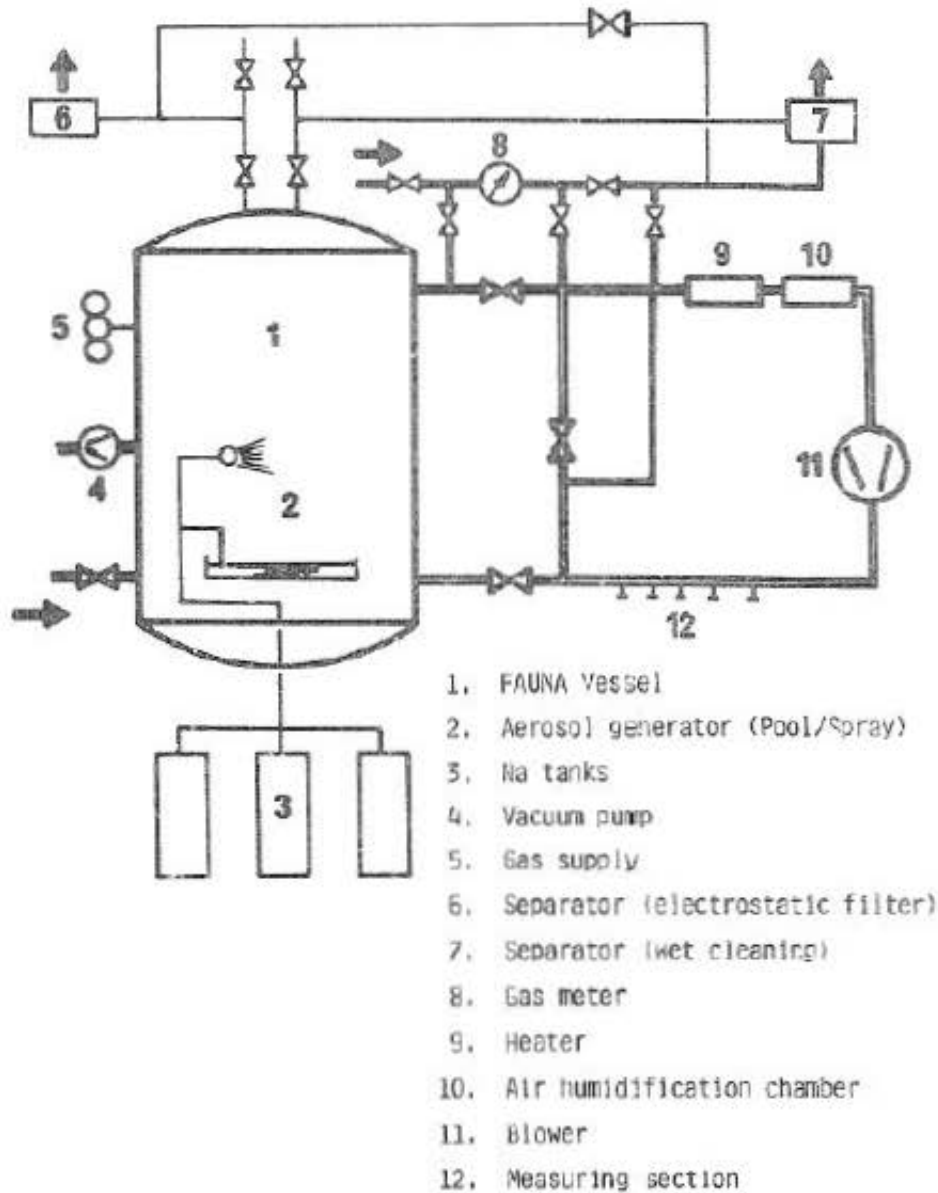 6
7
8
9
10
5
1
4
2
11
12
3
1. FAUNA Vessel
2. Aerosol generator (Pool/Spray)
3. Na tanks
4. Vacuum pump
5. Gas supply
6. Separator (electrostatic filter)
7. Separator (wet cleaning)
8. Gas meter
9. Heater
10. Air humidification chamber
11. Blower
12. Measuring section